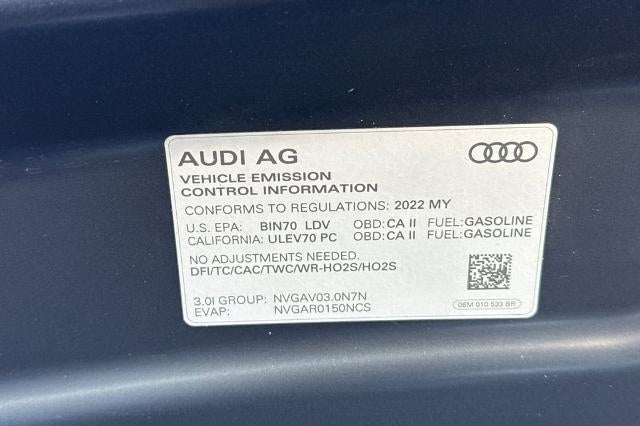 AUDI AG
VEHICLE EMISSION
CONTROL INFORMATION
CONFORMS TO REGULATIONS: 2022 MY
U.S. EPA: BIN70 LDV OBD: CA II FUEL: GASOLINE
CALIFORNIA: ULEV70 PC OBD: CA II FUEL: GASOLINE
NO ADJUSTMENTS NEEDED.
DFI/TC/CAC/TWC/WR-HO2S/HO2S
3.0l GROUP: NVGAV03.0N7N
EVAP: NVGAR0150NCS
06M 010 533 BR